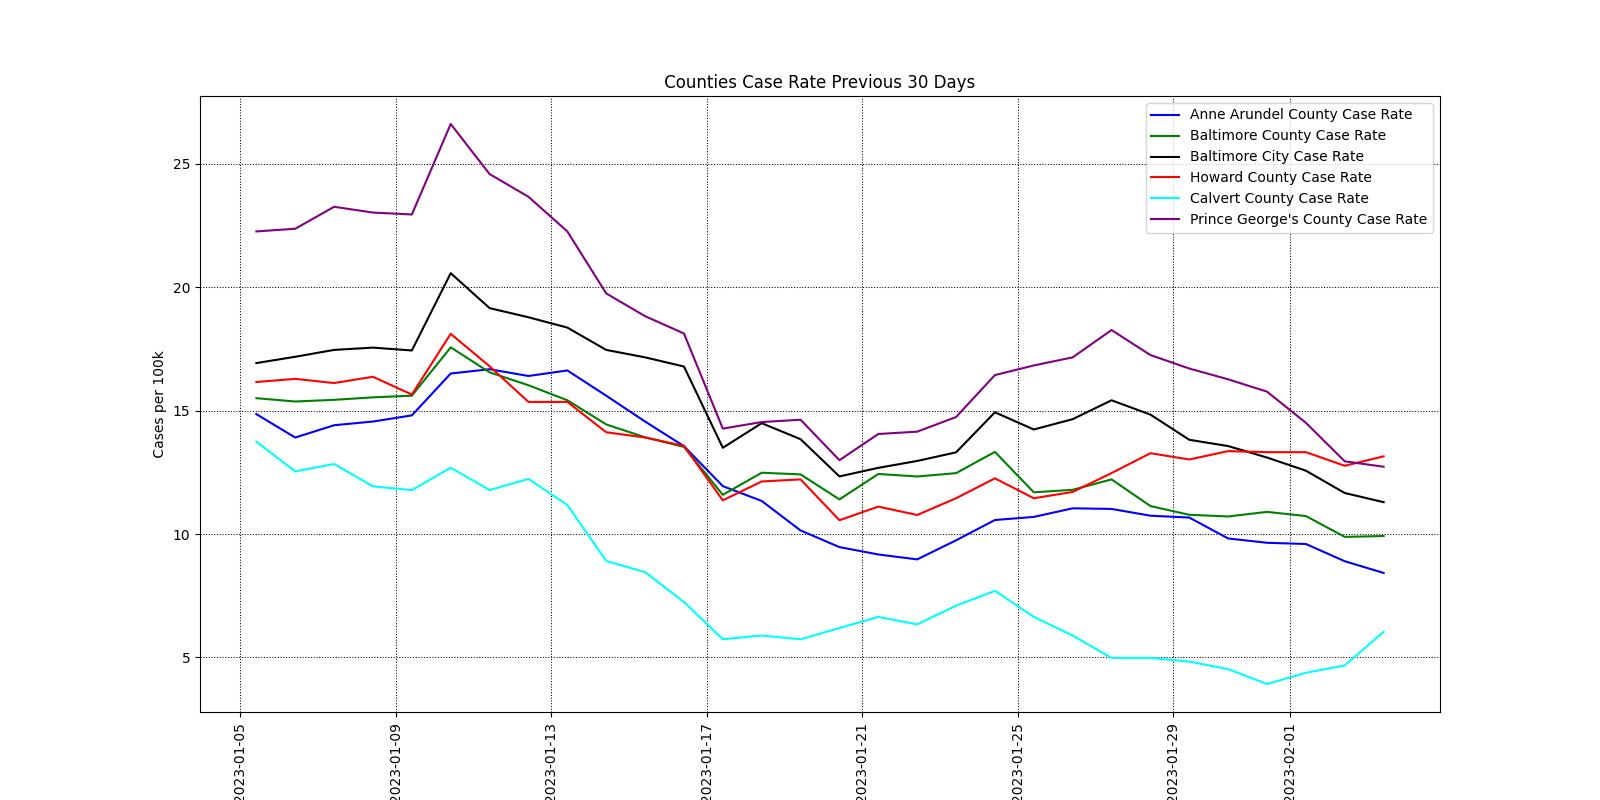 Counties Case Rate Previous 30 Days
Anne Arundel County Case Rate
Baltimore County Case Rate
Baltimore City Case Rate
Howard County Case Rate
Calvert County Case Rate
Prince George's County Case Rate
Cases per 100k
25
20
15
10
5
2023-01-05
2023-01-09
2023-01-13
2023-01-17
2023-01-21
2023-01-25
2023-01-29
2023-02-01